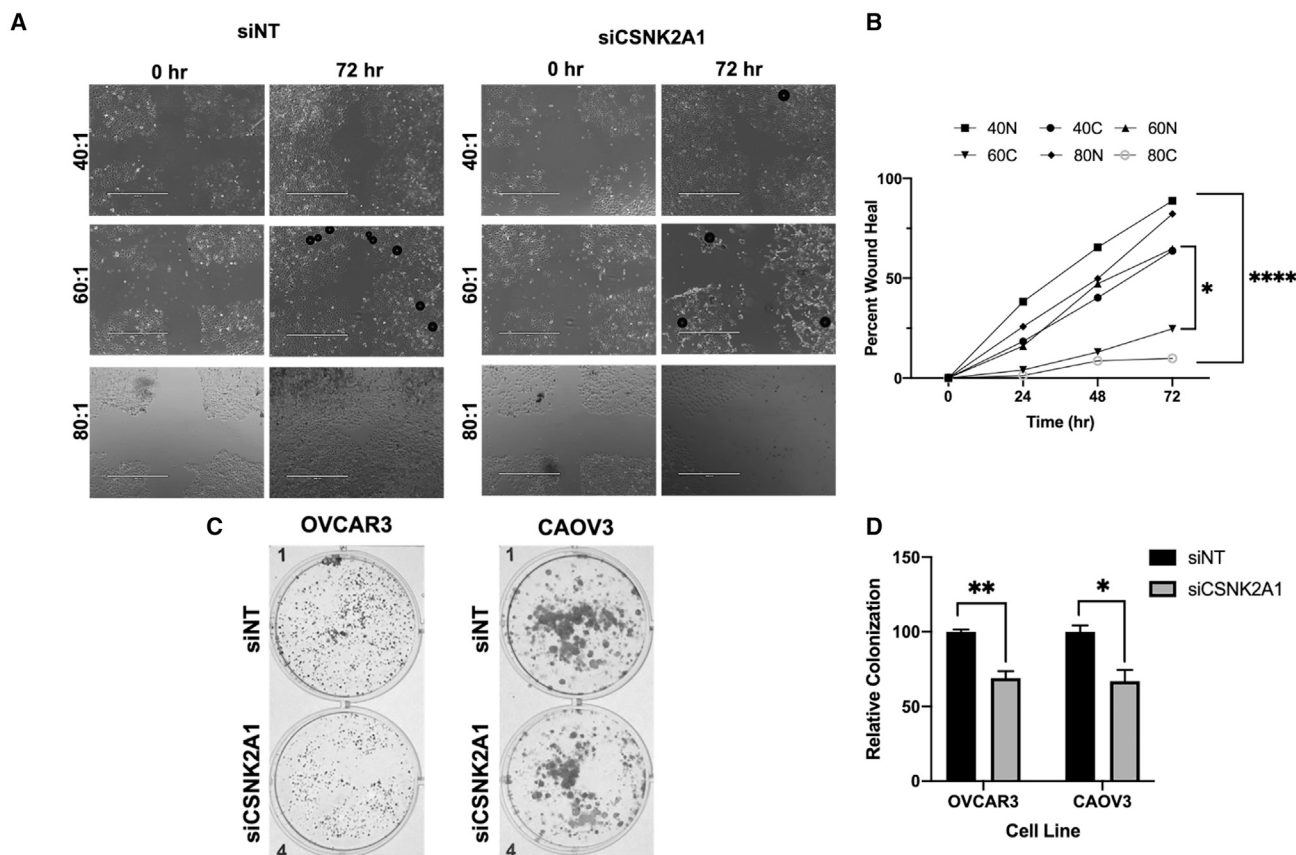 A
siNT
siCSNK2A1
0 hr 72 hr
0 hr 72 hr
40:1
60:1
80:1
40:1
60:1
80:1
B
40N 40C 60N
60C 80N 80C
Percent Wound Heal
100
50
0
0 24 48 72
Time (hr)
*
****
C
OVCAR3 CAOV3
siNT
siCSNK2A1
1
4
siNT
siCSNK2A1
1
4
D
siNT
siCSNK2A1
Relative Colonization
150
100
50
0
**
*
OVCAR3 CAOV3
Cell Line